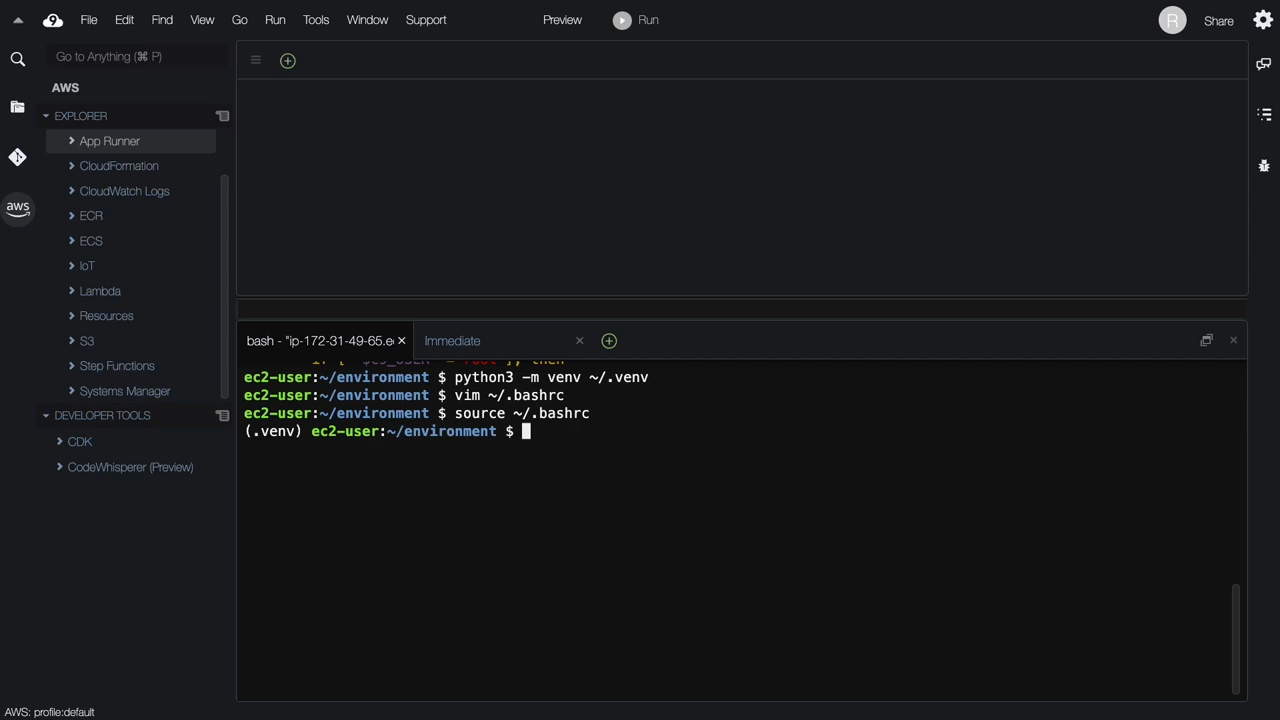 9 File Edit Find View Go Run Tools Window Support Preview Run R Share
Go to Anything (⌘ P)
AWS
EXPLORER
App Runner
CloudFormation
CloudWatch Logs
ECR
ECS
IoT
Lambda
Resources
S3
Step Functions
Systems Manager
DEVELOPER TOOLS
CDK
CodeWhisperer (Preview)
aws
bash - "ip-172-31-49-65.e Immediate
ec2-user:~/environment $ python3 -m venv ~/.venv
ec2-user:~/environment $ vim ~/.bashrc
ec2-user:~/environment $ source ~/.bashrc
(.venv) ec2-user:~/environment $
AWS: profile:default